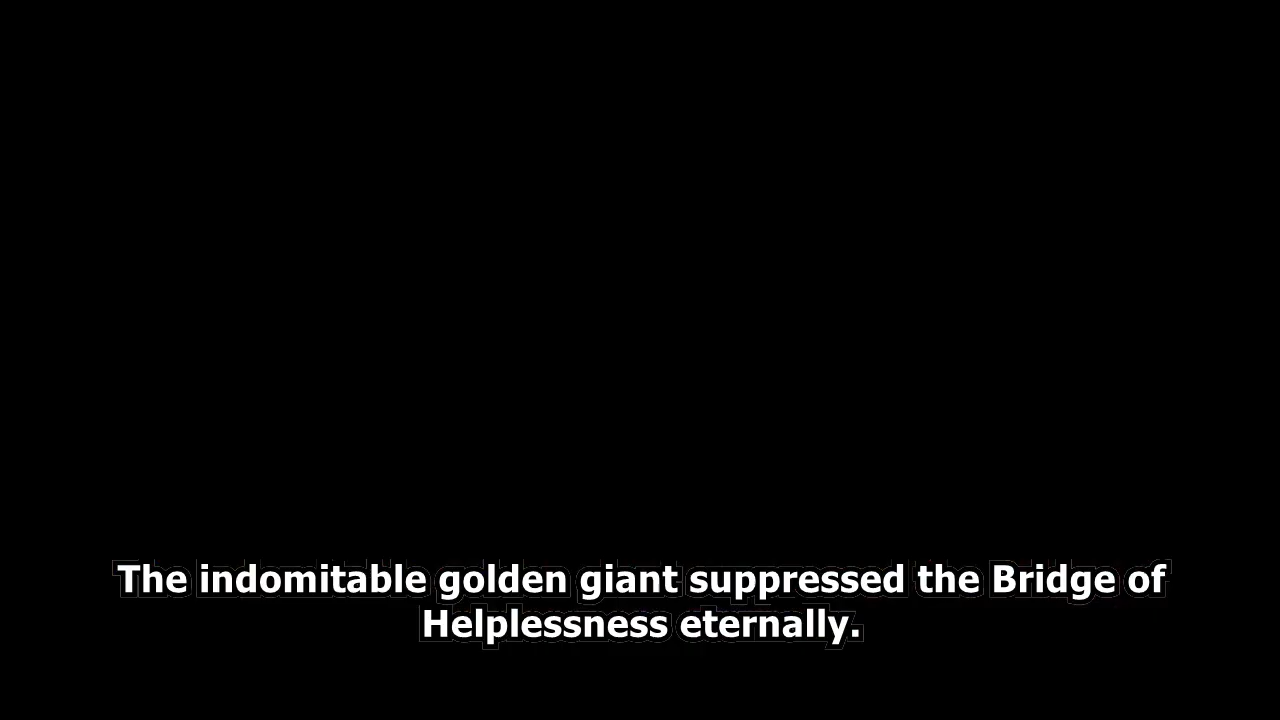 The indomitable golden giant suppressed the Bridge of
Helplessness eternally.